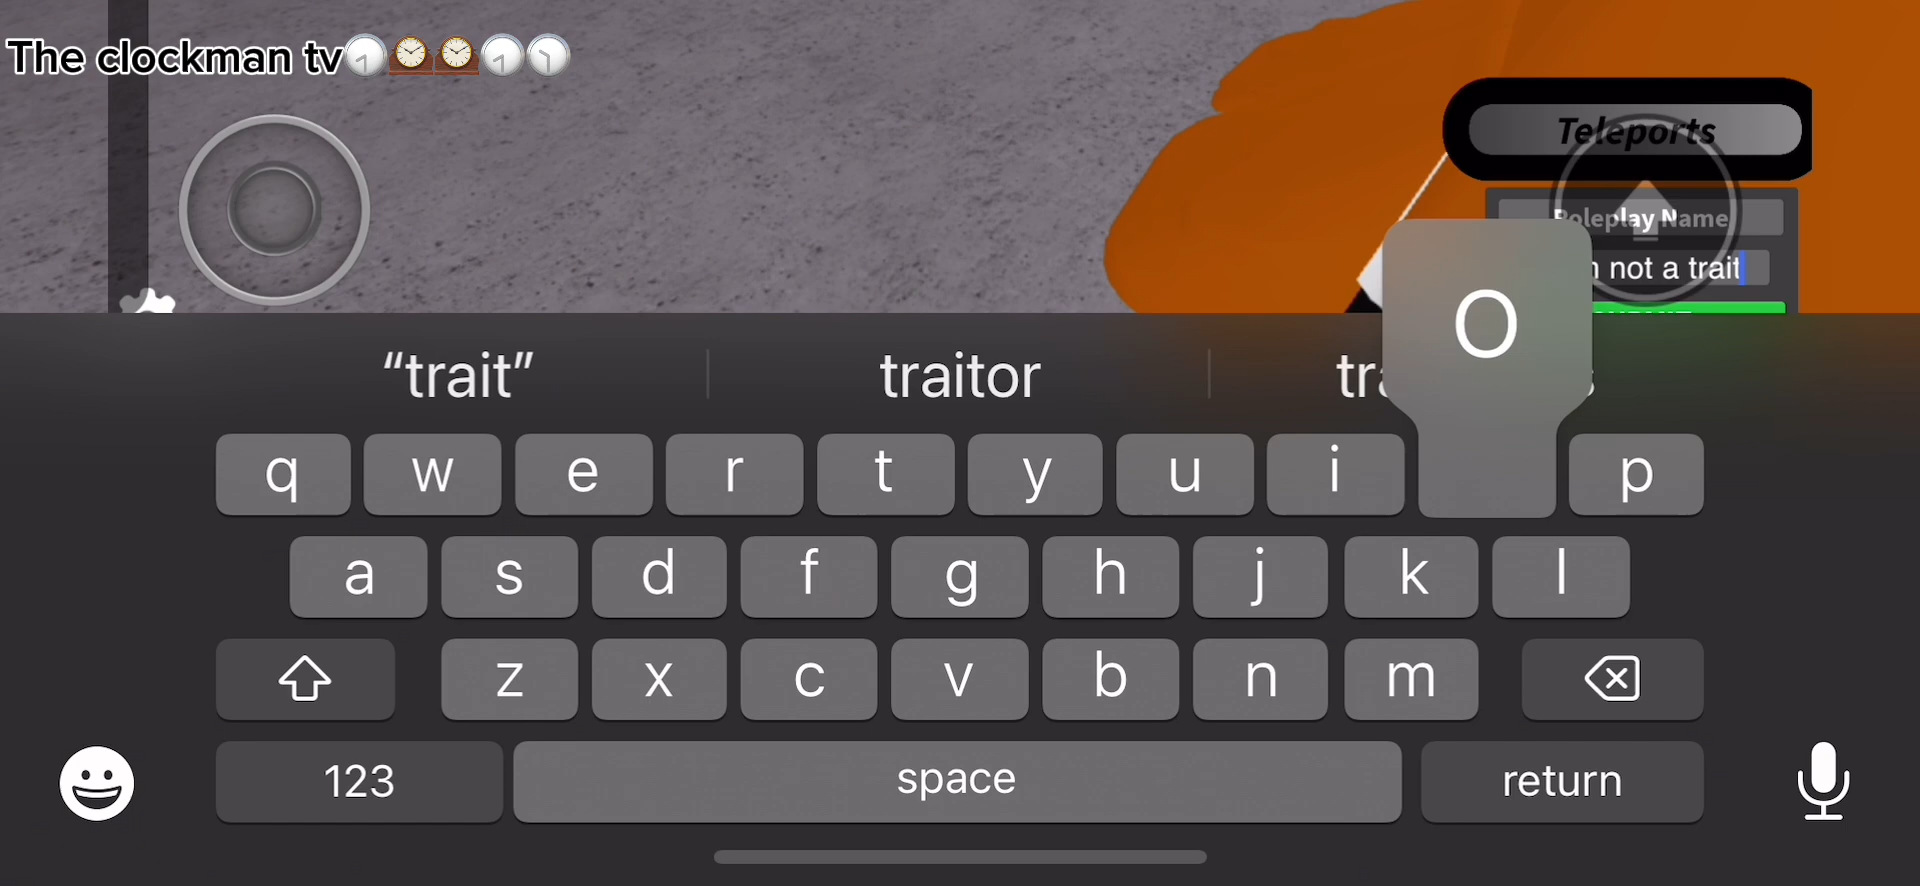 The clockman tv🕢🕰️🕰️🕢🕥
Teleports
Roleplay Name
not a trait
O
“trait” traitor
q w e r t y u i p
a s d f g h j k l
z x c v b n m
123 space return